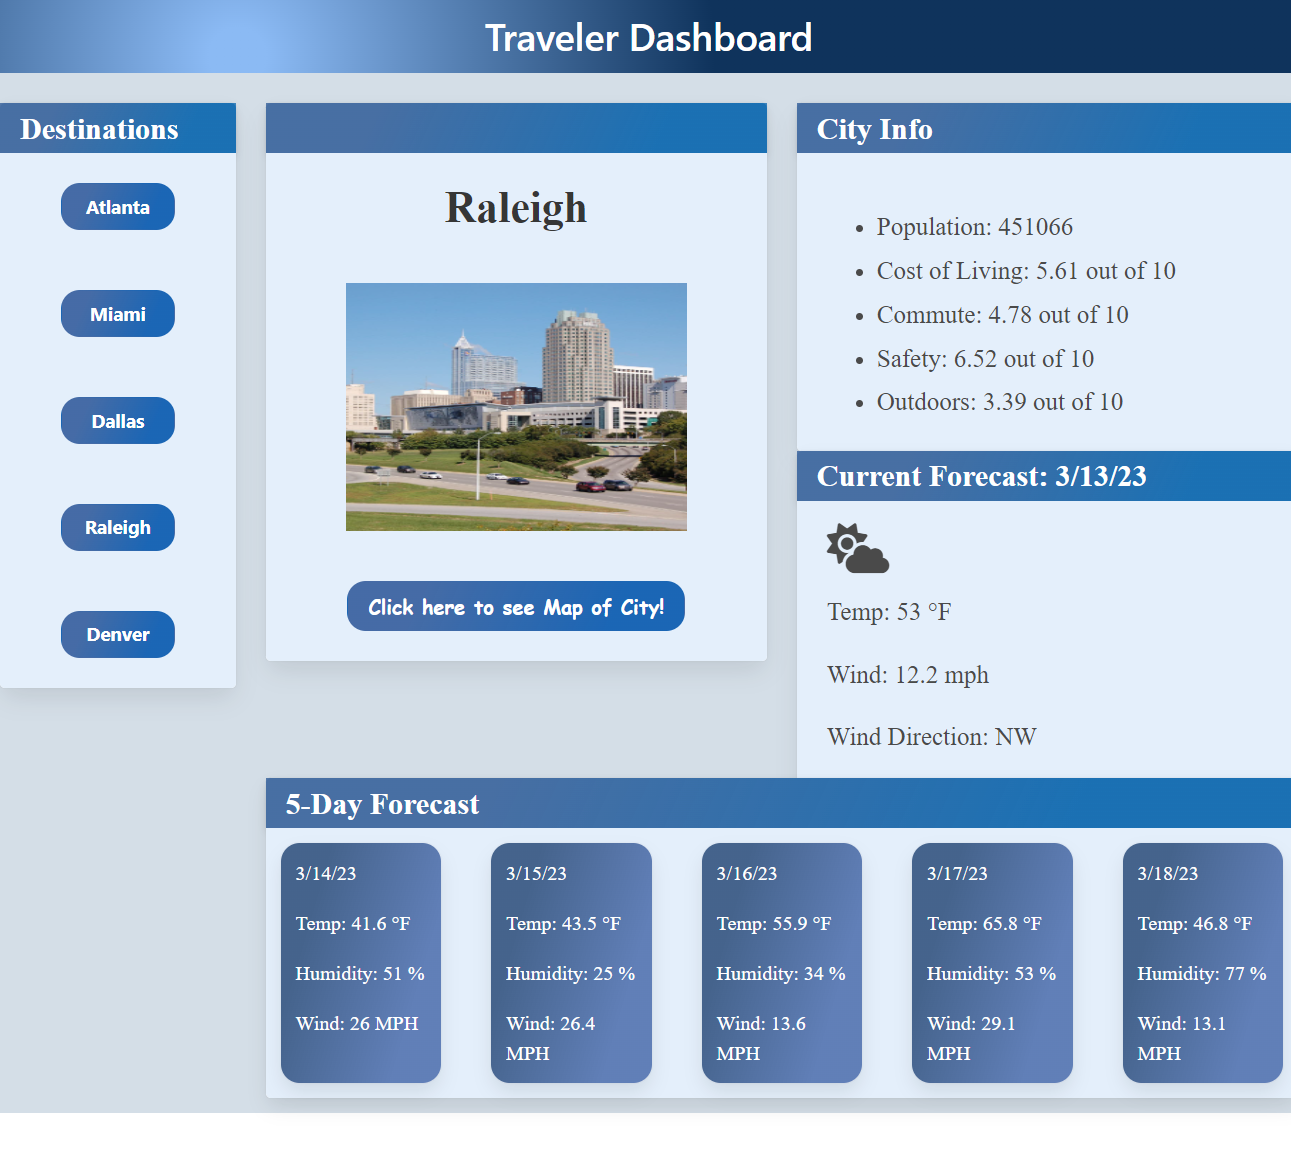 Traveler Dashboard
Destinations
Atlanta
Miami
Dallas
Raleigh
Denver
Raleigh
Click here to see Map of City!
City Info
Population: 451066
Cost of Living: 5.61 out of 10
Commute: 4.78 out of 10
Safety: 6.52 out of 10
Outdoors: 3.39 out of 10
Current Forecast: 3/13/23
Temp: 53 °F
Wind: 12.2 mph
Wind Direction: NW
5-Day Forecast
3/14/23
Temp: 41.6 °F
Humidity: 51 %
Wind: 26 MPH
3/15/23
Temp: 43.5 °F
Humidity: 25 %
Wind: 26.4
MPH
3/16/23
Temp: 55.9 °F
Humidity: 34 %
Wind: 13.6
MPH
3/17/23
Temp: 65.8 °F
Humidity: 53 %
Wind: 29.1
MPH
3/18/23
Temp: 46.8 °F
Humidity: 77 %
Wind: 13.1
MPH